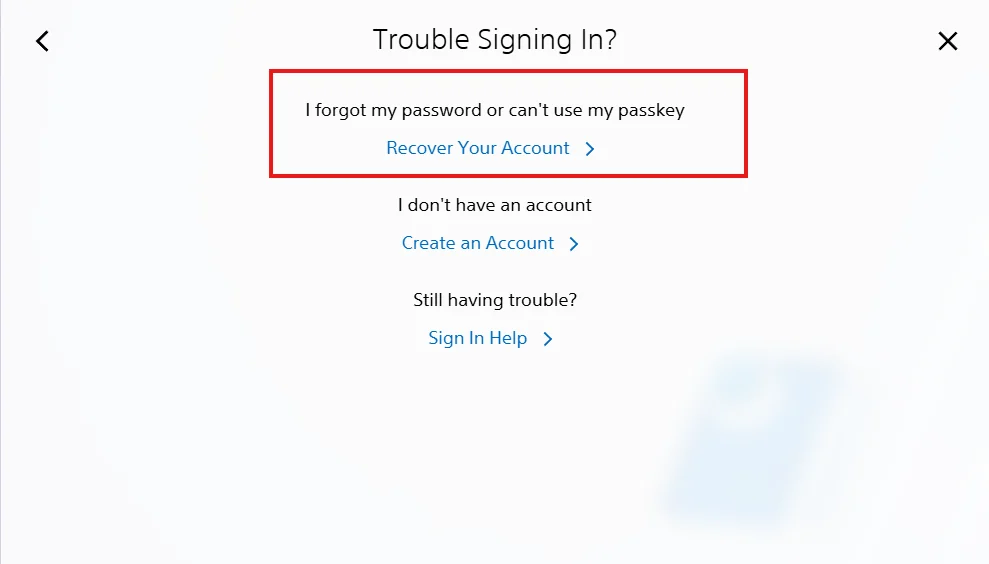 Trouble Signing In?
I forgot my password or can't use my passkey
Recover Your Account
I don't have an account
Create an Account
Still having trouble?
Sign In Help